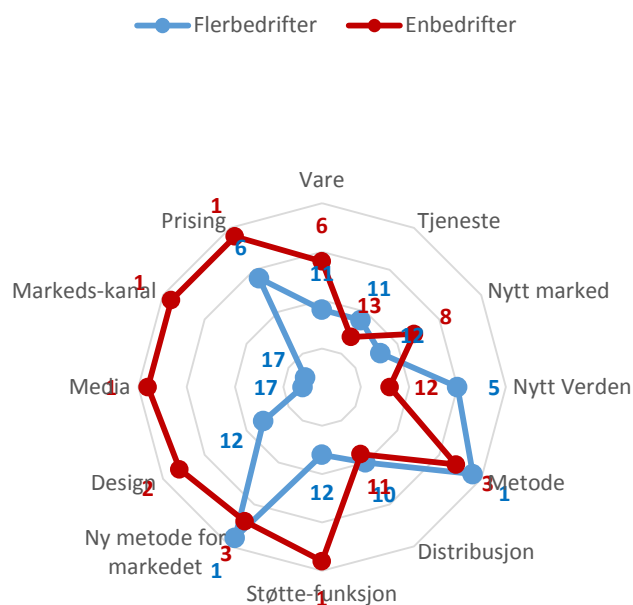 Flerbedrifter Enbedrifter
Vare
1
Prising
6
Tjeneste
6
11
11
1
Markeds-kanal
Nytt marked
13
8
12
17
Media
1
17
12
5
Nytt Verden
12
Design
2
Metode
3
1
11
10
12
Ny metode for
markedet
3
1
Distribusjon
Støtte-funksjon
1